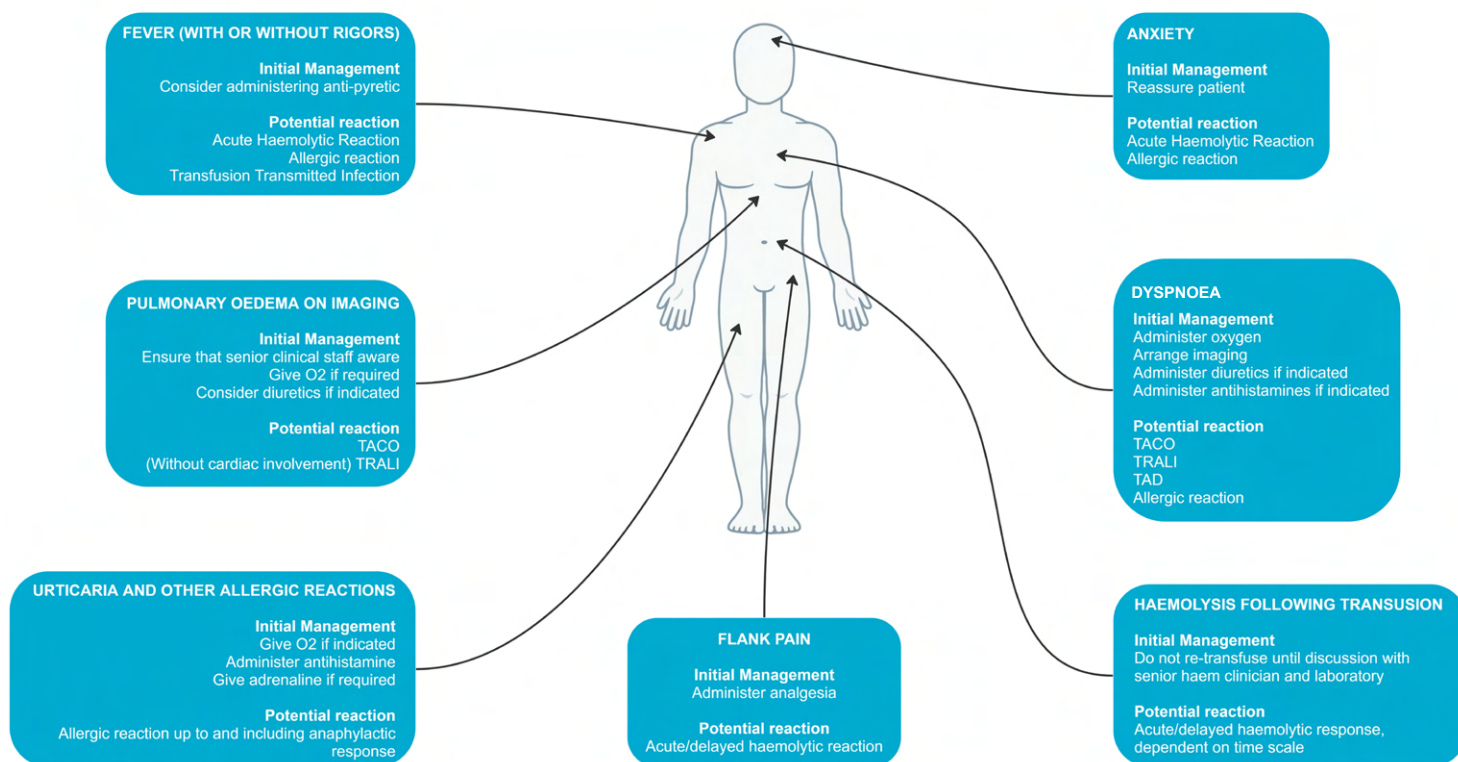 FEVER (WITH OR WITHOUT RIGORS)
Initial Management
Consider administering anti-pyretic
Potential reaction
Acute Haemolytic Reaction
Allergic reaction
Transfusion Transmitted Infection
ANXIETY
Initial Management
Reassure patient
Potential reaction
Acute Haemolytic Reaction
Allergic reaction
PULMONARY OEDEMA ON IMAGING
Initial Management
Ensure that senior clinical staff aware
Give O2 if required
Consider diuretics if indicated
Potential reaction
TACO
(Without cardiac involvement) TRALI
DYSPNOEA
Initial Management
Administer oxygen
Arrange imaging
Administer diuretics if indicated
Administer antihistamines if indicated
Potential reaction
TACO
TRALI
TAD
Allergic reaction
URTICARIA AND OTHER ALLERGIC REACTIONS
Initial Management
Give O2 if indicated
Administer antihistamine
Give adrenaline if required
Potential reaction
Allergic reaction up to and including anaphylactic
response
FLANK PAIN
Initial Management
Administer analgesia
Potential reaction
Acute/delayed haemolytic reaction
HAEMOLYSIS FOLLOWING TRANSUSION
Initial Management
Do not re-transfuse until discussion with
senior haem clinician and laboratory
Potential reaction
Acute/delayed haemolytic response,
dependent on time scale